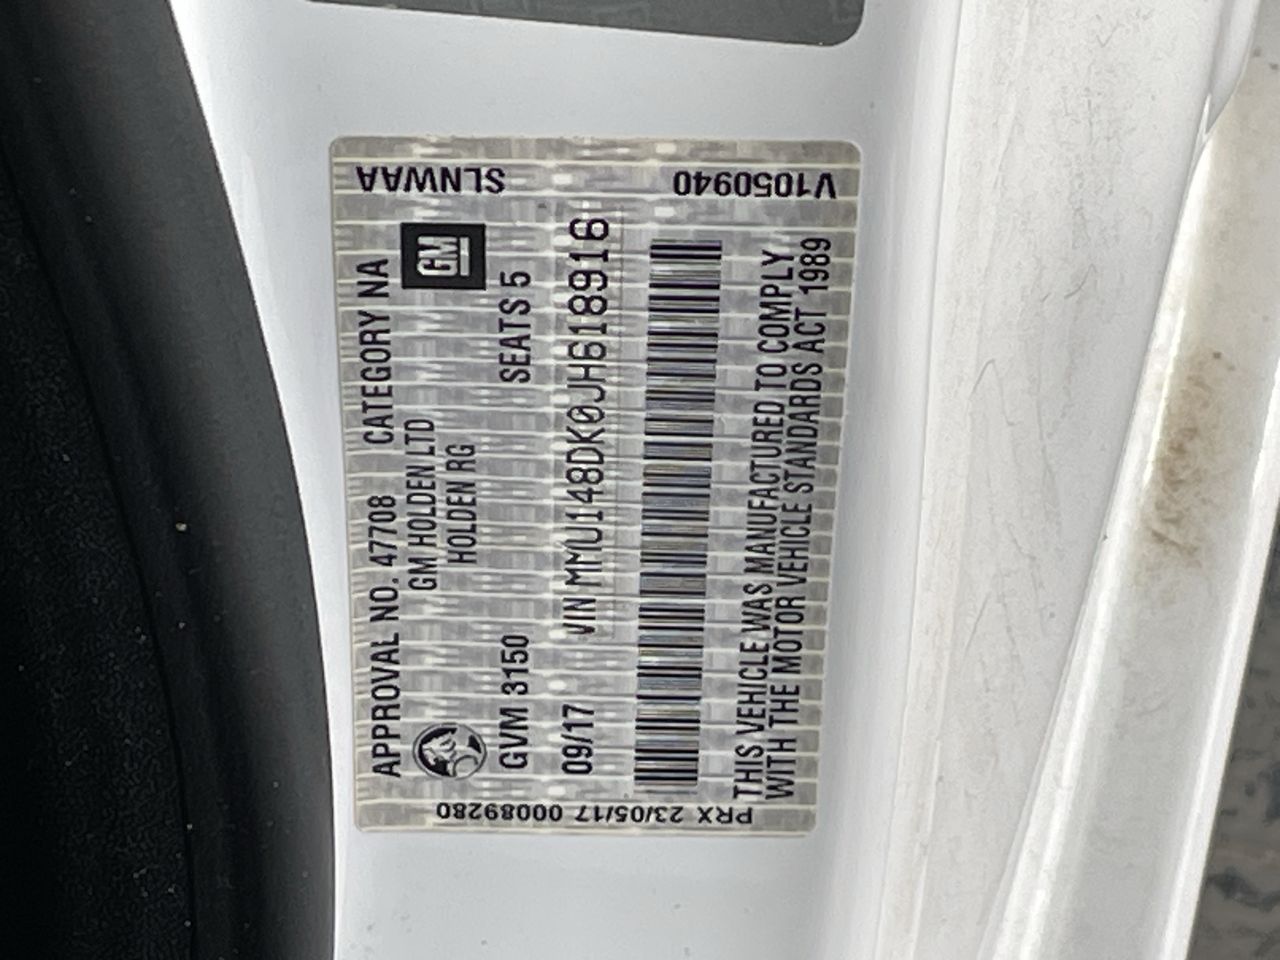 APPROVAL NO. 47708 CATEGORY NA
GM HOLDEN LTD
HOLDEN RG
GM
GVM 3150 SEATS 5
09/17 VIN MMU148DK0JH618916
THIS VEHICLE WAS MANUFACTURED TO COMPLY
WITH THE MOTOR VEHICLE STANDARDS ACT 1989
SLNWAA V1050940
PRX 23/05/17 00089280